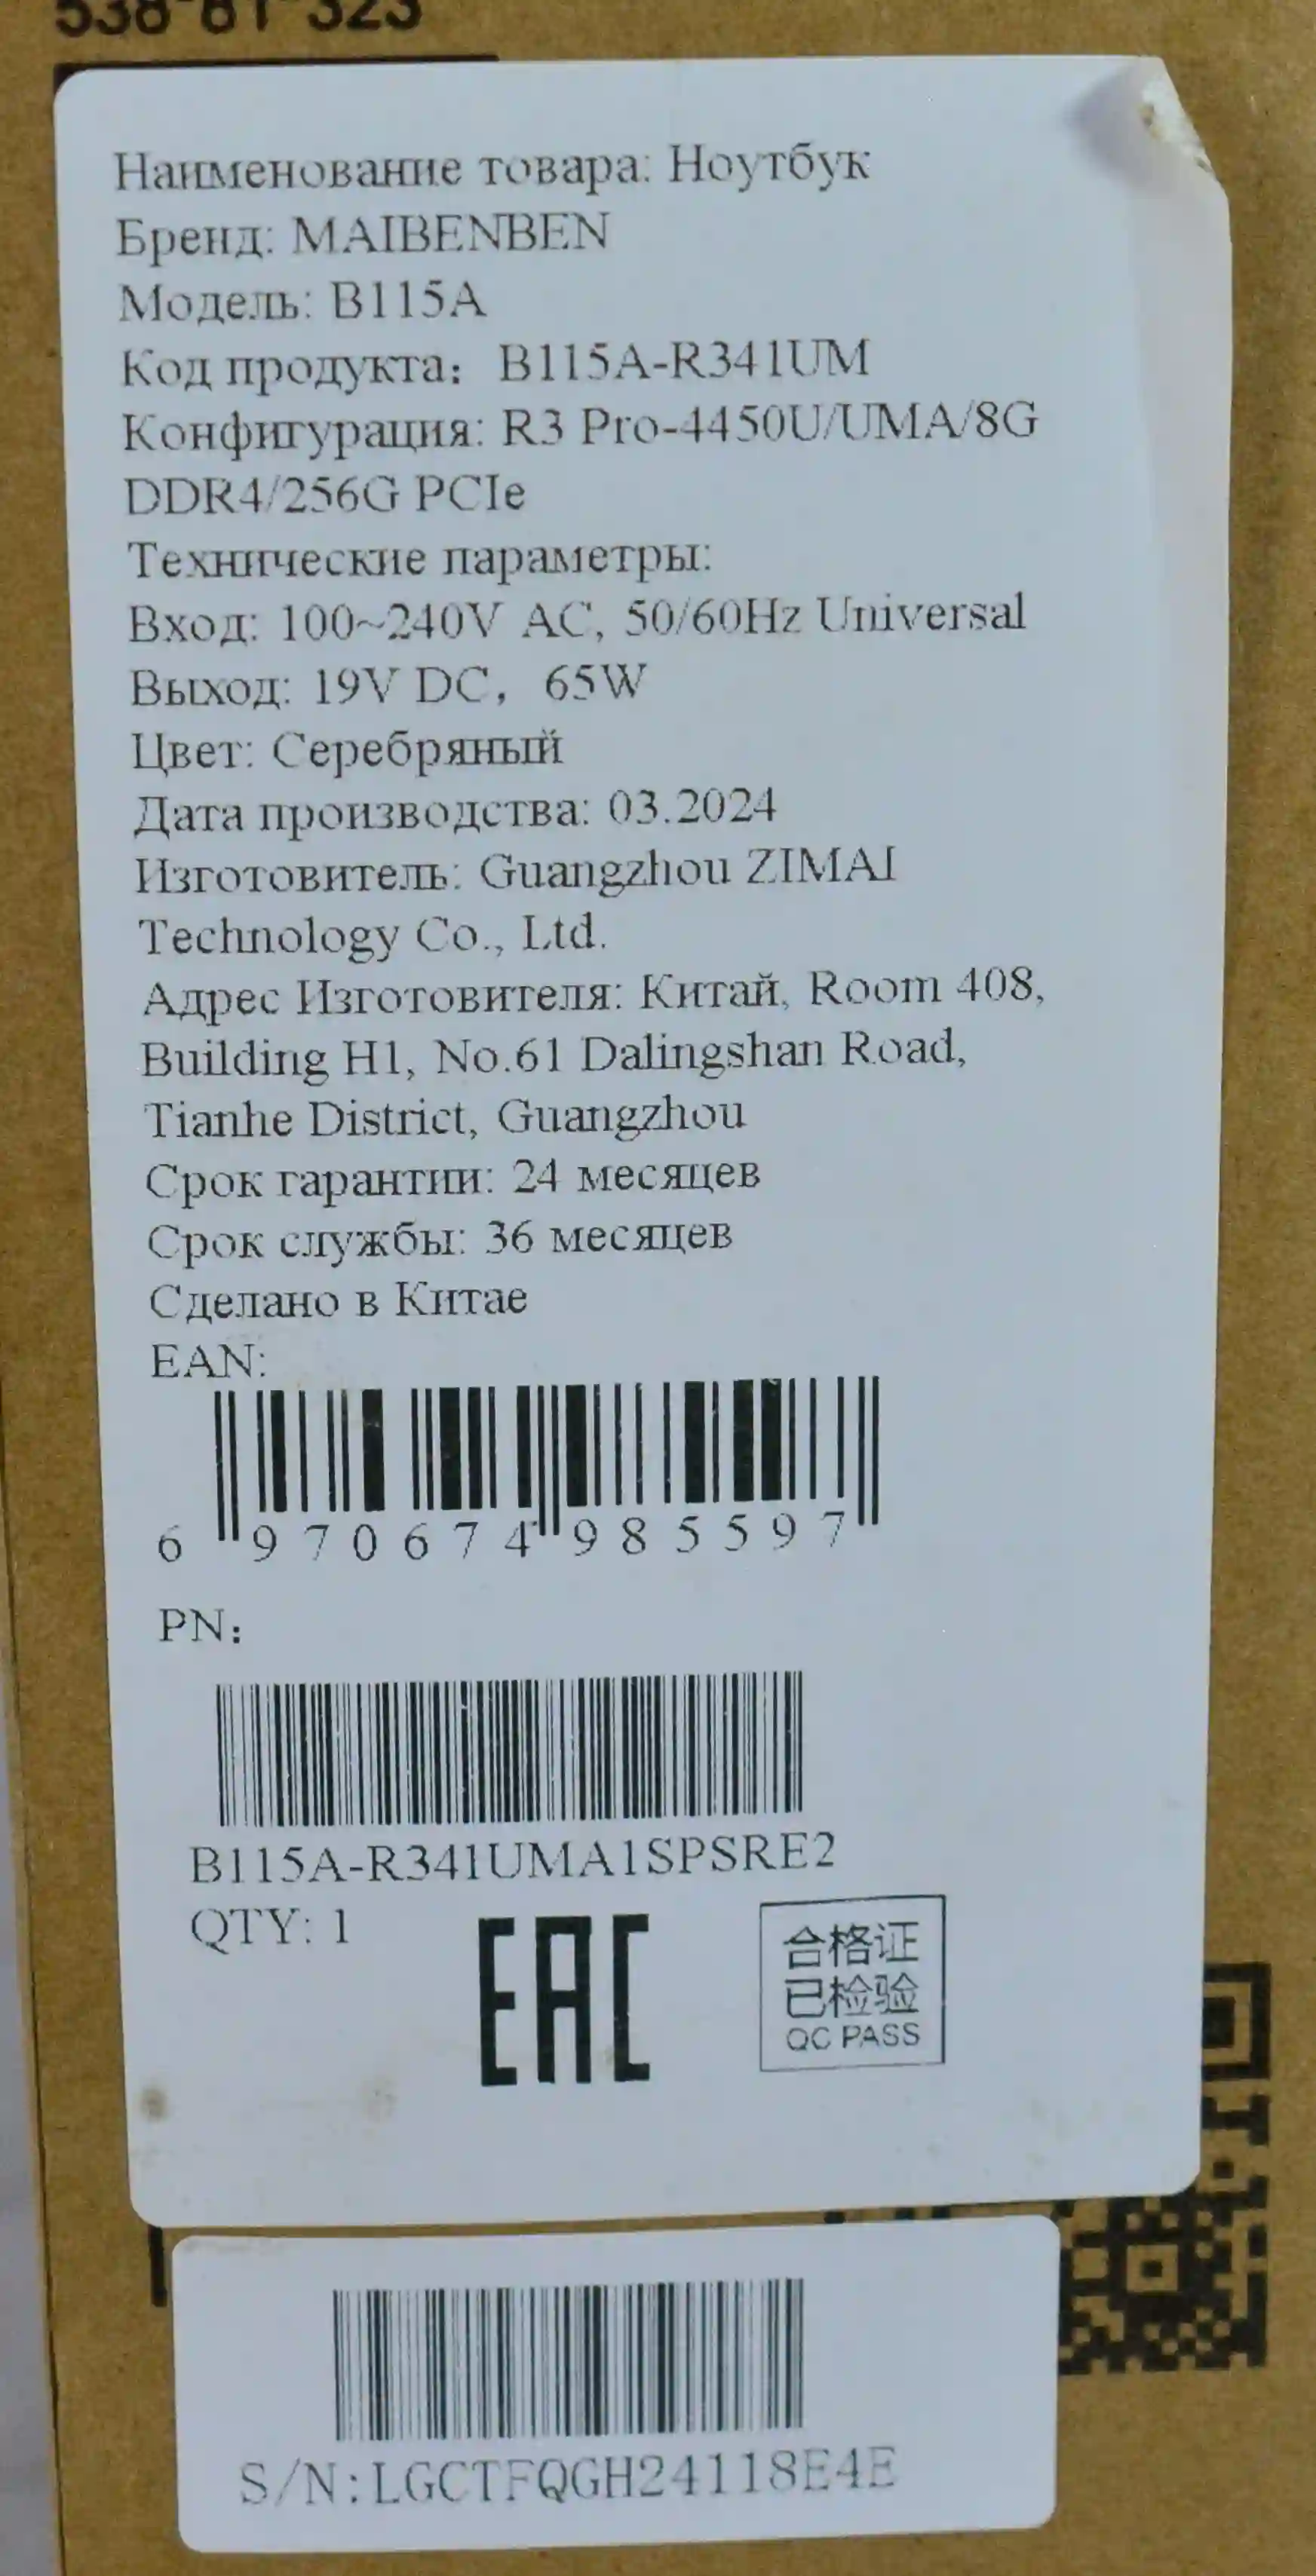 538-81-323
Наименование товара: Ноутбук
Бренд: MAIBENBEN
Модель: B115A
Код продукта: B115A-R341UM
Конфигурация: R3 Pro-4450U/UMA/8G
DDR4/256G PCIe
Технические параметры:
Вход: 100~240V AC, 50/60Hz Universal
Выход: 19V DC, 65W
Цвет: Серебряный
Дата производства: 03.2024
Изготовитель: Guangzhou ZIMAI
Technology Co., Ltd.
Адрес Изготовителя: Китай, Room 408,
Building H1, No.61 Dalingshan Road,
Tianhe District, Guangzhou
Срок гарантии: 24 месяцев
Срок службы: 36 месяцев
Сделано в Китае
EAN:
6 970674 985597
PN:
B115A-R341UMA1SPSRE2
QTY: 1
EAC
合格证
已检验
QC PASS
S/N:LGCTFQGH24118E4E